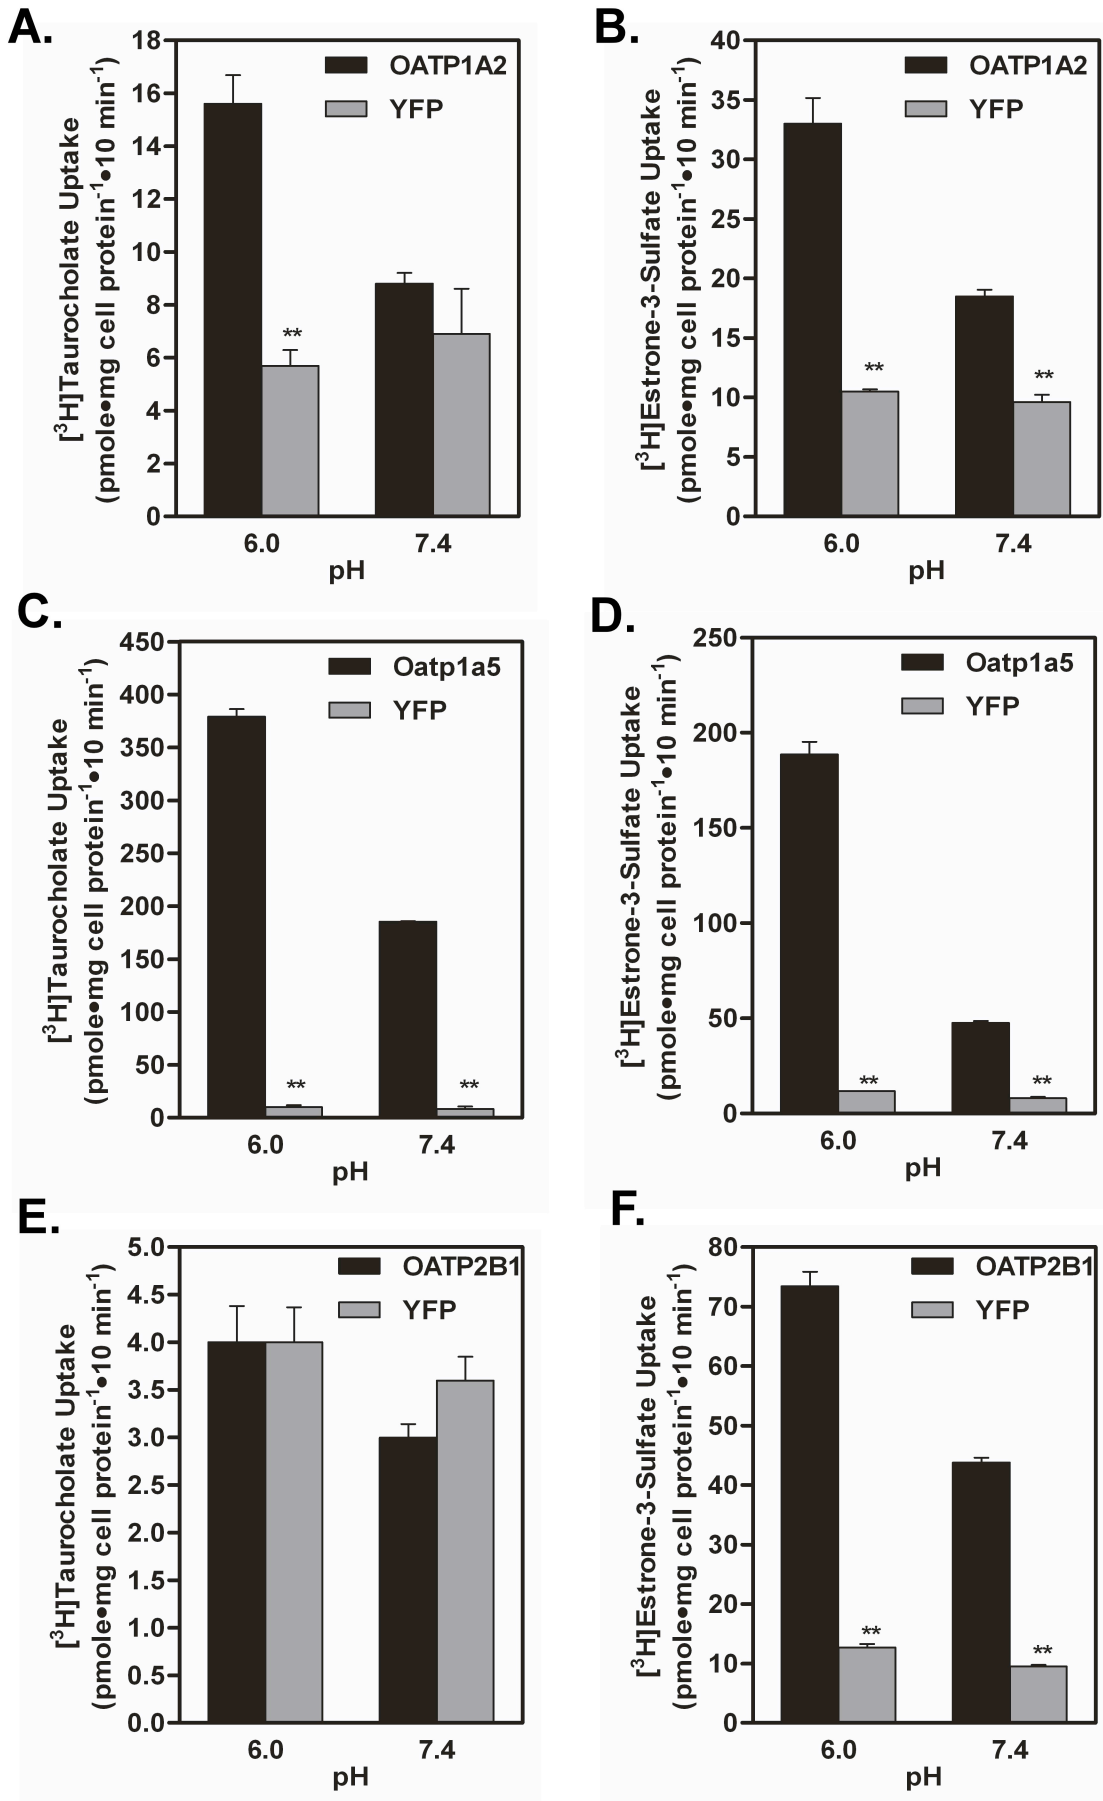 A.
[³H]Taurocholate Uptake
(pmole•mg cell protein⁻¹•10 min⁻¹)
18
16
14
12
10
8
6
4
2
0
OATP1A2
YFP
**
6.0 7.4
pH
B.
[³H]Estrone-3-Sulfate Uptake
(pmole•mg cell protein⁻¹•10 min⁻¹)
40
35
30
25
20
15
10
5
0
OATP1A2
YFP
**
**
6.0 7.4
pH
C.
[³H]Taurocholate Uptake
(pmole•mg cell protein⁻¹•10 min⁻¹)
450
400
350
300
250
200
150
100
50
0
Oatp1a5
YFP
** **
6.0 7.4
pH
D.
[³H]Estrone-3-Sulfate Uptake
(pmole•mg cell protein⁻¹•10 min⁻¹)
250
200
150
100
50
0
Oatp1a5
YFP
** **
6.0 7.4
pH
E.
[³H]Taurocholate Uptake
(pmole•mg cell protein⁻¹•10 min⁻¹)
5.0
4.5
4.0
3.5
3.0
2.5
2.0
1.5
1.0
0.5
0.0
OATP2B1
YFP
6.0 7.4
pH
F.
[³H]Estrone-3-Sulfate Uptake
(pmole•mg cell protein⁻¹•10 min⁻¹)
80
70
60
50
40
30
20
10
0
OATP2B1
YFP
**
**
6.0 7.4
pH